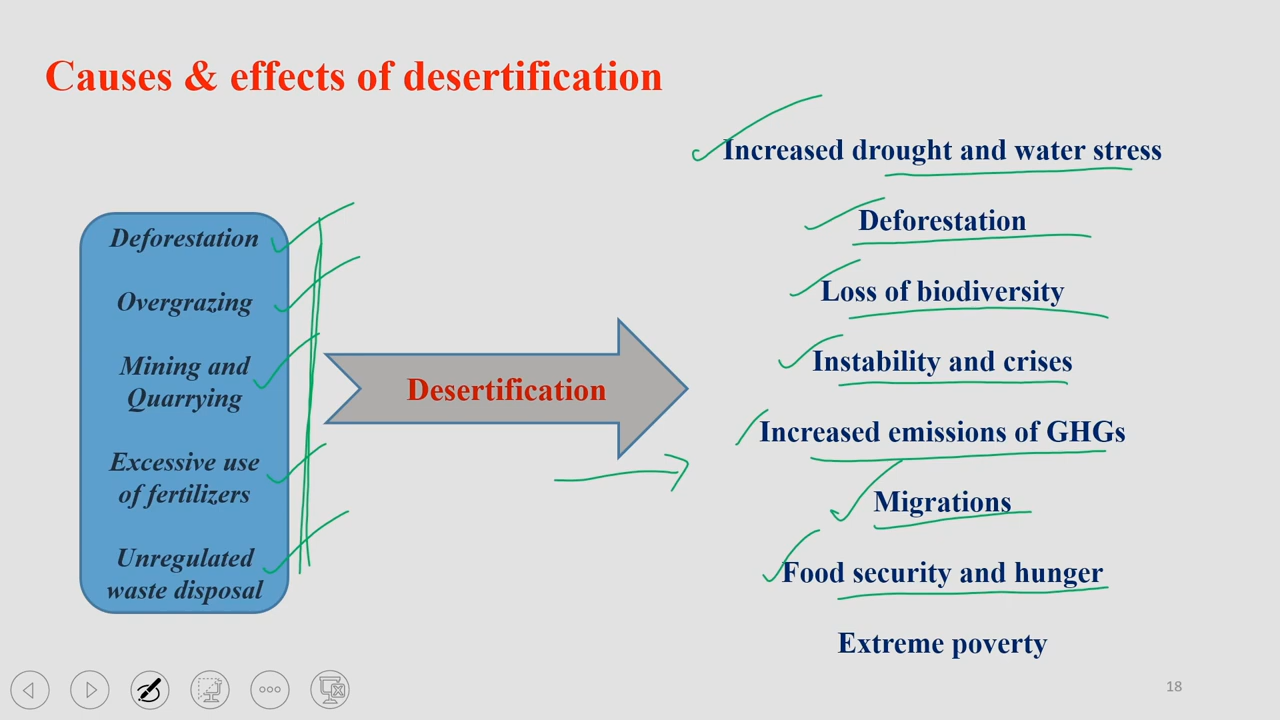 Causes & effects of desertification
Deforestation
Overgrazing
Mining and
Quarrying
Excessive use
of fertilizers
Unregulated
waste disposal
Desertification
Increased drought and water stress
Deforestation
Loss of biodiversity
Instability and crises
Increased emissions of GHGs
Migrations
Food security and hunger
Extreme poverty
18